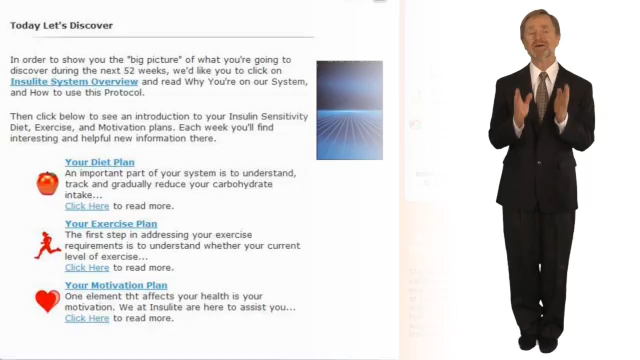 Today Let's Discover
In order to show you the "big picture" of what you're going to
discover during the next 52 weeks, we'd like you to click on
Insulite System Overview and read Why You're on our System,
and How to use this Protocol.
Then click below to see an introduction to your Insulin Sensitivity
Diet, Exercise, and Motivation plans. Each week you'll find
interesting and helpful new information there.
Your Diet Plan
An important part of your system is to understand,
track and gradually reduce your carbohydrate
intake...
Click Here to read more.
Your Exercise Plan
The first step in addressing your exercise
requirements is to understand whether your current
level of exercise...
Click Here to read more.
Your Motivation Plan
One element tht affects your health is your
motivation. We at Insulite are here to assist you...
Click Here to read more.